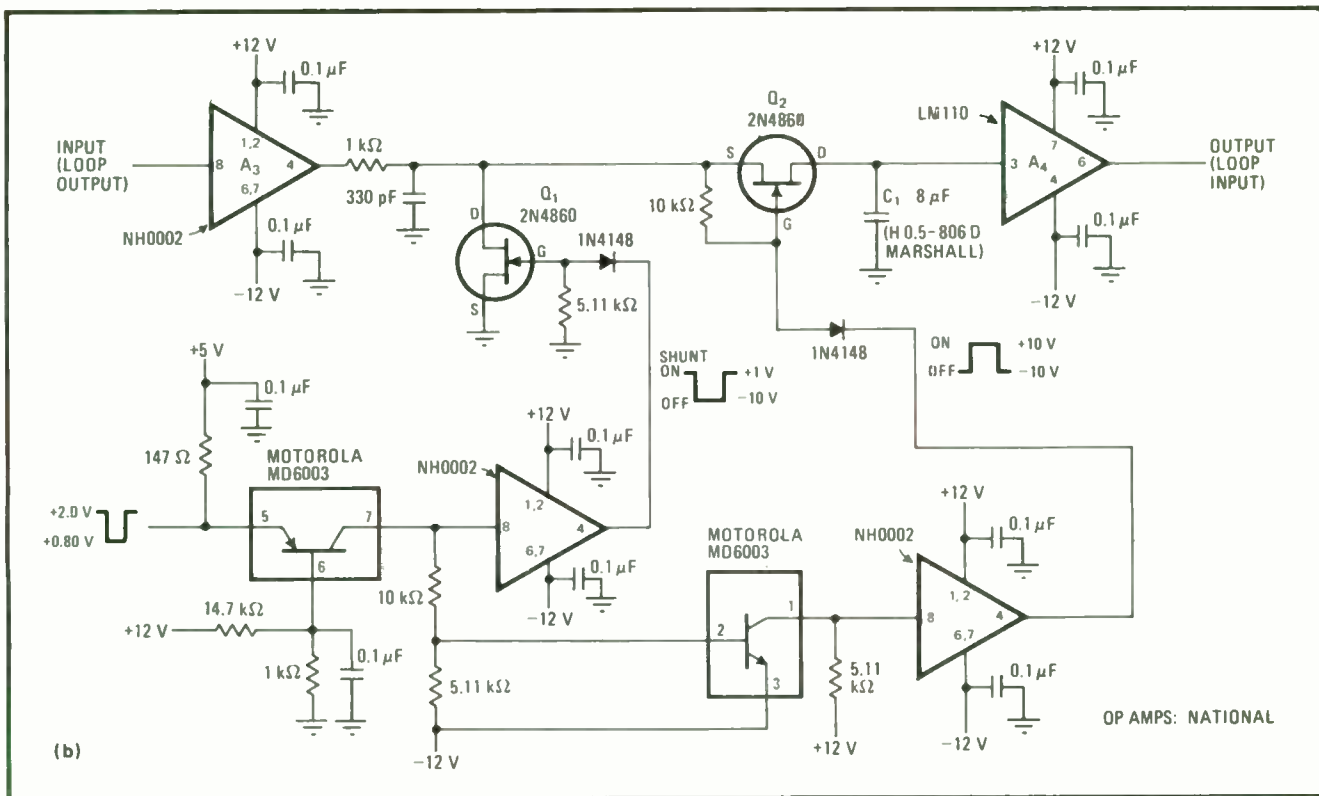 +12 V
0.1 µF
INPUT
(LOOP
OUTPUT)
8
1,2
A3
4
6,7
0.1 µF
NH0002
-12 V
1 kΩ
330 pF
Q1
2N4860
D
G
S
1N4148
5.11 kΩ
10 kΩ
Q2
2N4860
S
D
G
C1 8 µF
(H 0.5-806 D
MARSHALL)
LM110
+12 V
0.1 µF
7
3
A4
6
4
0.1 µF
-12 V
OUTPUT
(LOOP
INPUT)
1N4148
ON
OFF
+10 V
-10 V
SHUNT
ON
OFF
+1 V
-10 V
+5 V
0.1 µF
147 Ω
MOTOROLA
MD6003
+2.0 V
+0.80 V
5
7
6
14.7 kΩ
+12 V
1 kΩ
0.1 µF
NH0002
+12 V
0.1 µF
1,2
8
4
6,7
0.1 µF
-12 V
10 kΩ
5.11 kΩ
-12 V
MOTOROLA
MD6003
1
2
3
5.11
kΩ
+12 V
NH0002
+12 V
0.1 µF
1, 2
8
4
6,7
0.1 µF
-12 V
OP AMPS: NATIONAL
(b)